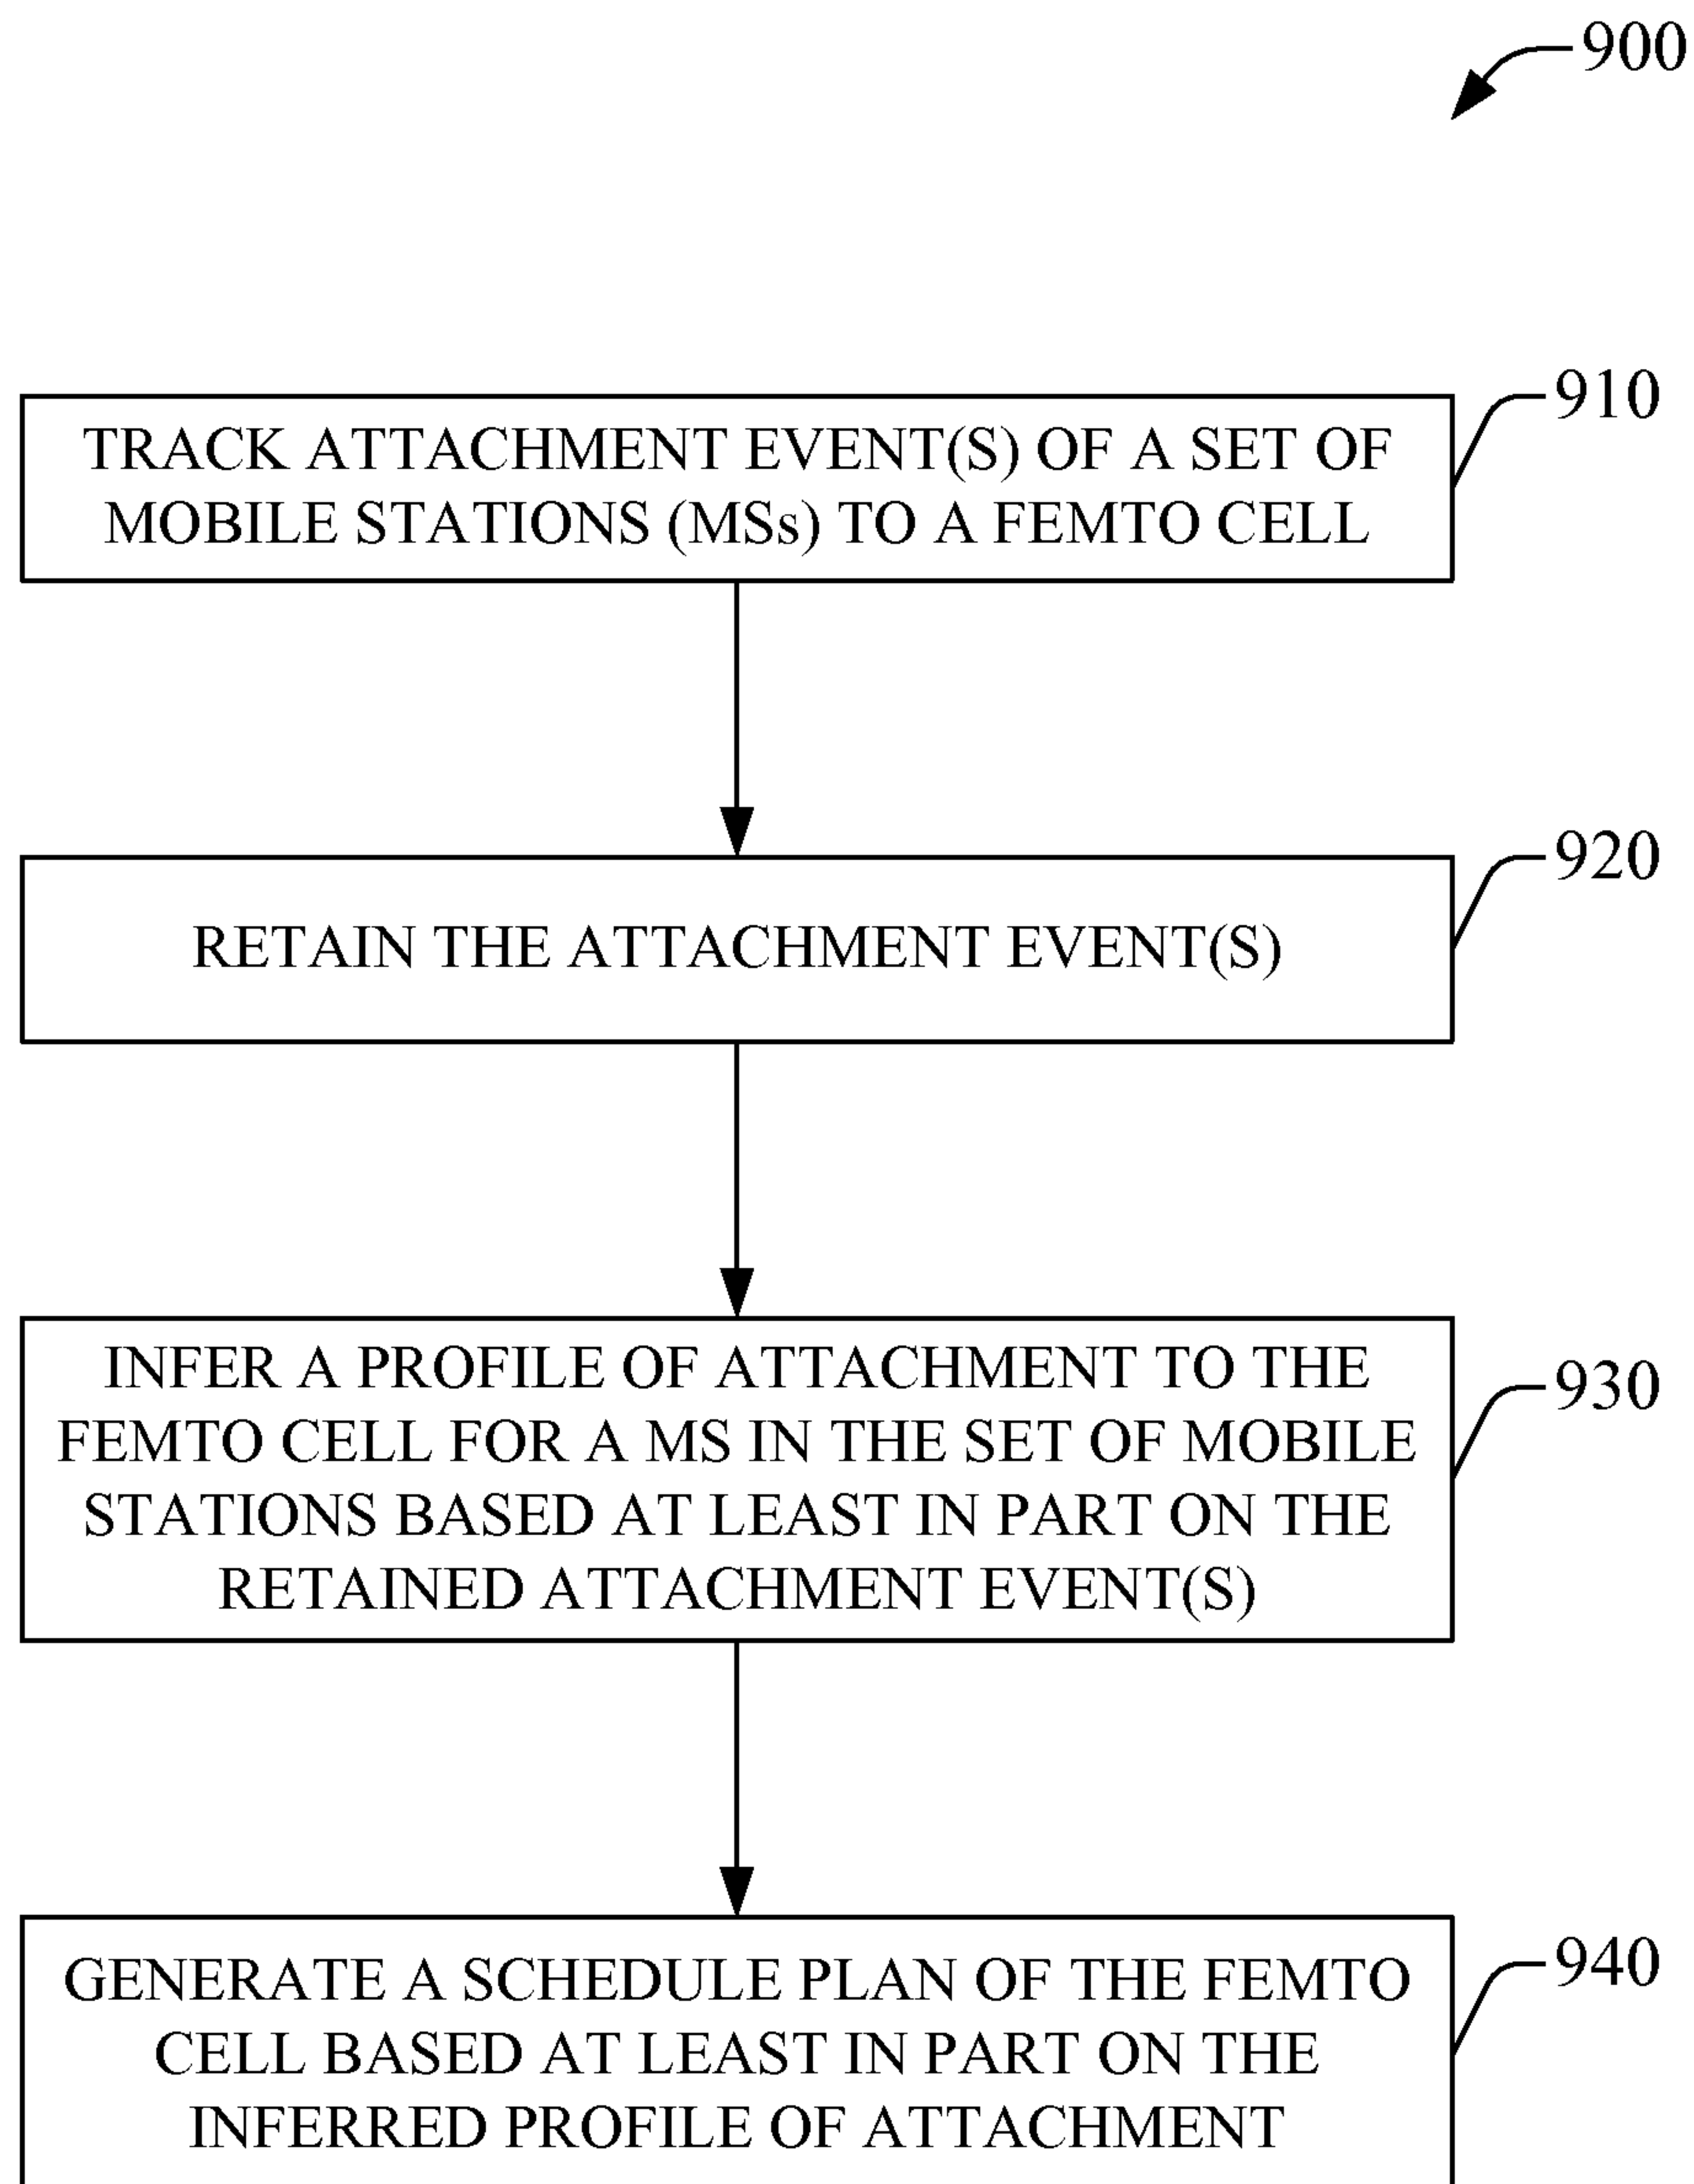 900
910
TRACK ATTACHMENT EVENT(S) OF A SET OF
MOBILE STATIONS (MSs) TO A FEMTO CELL
920
RETAIN THE ATTACHMENT EVENT(S)
INFER A PROFILE OF ATTACHMENT TO THE
930
FEMTO CELL FOR A MS IN THE SET OF MOBILE
STATIONS BASED AT LEAST IN PART ON THE
RETAINED ATTACHMENT EVENT(S)
940
GENERATE A SCHEDULE PLAN OF THE FEMTO
CELL BASED AT LEAST IN PART ON THE
INFERRED PROFILE OF ATTACHMENT